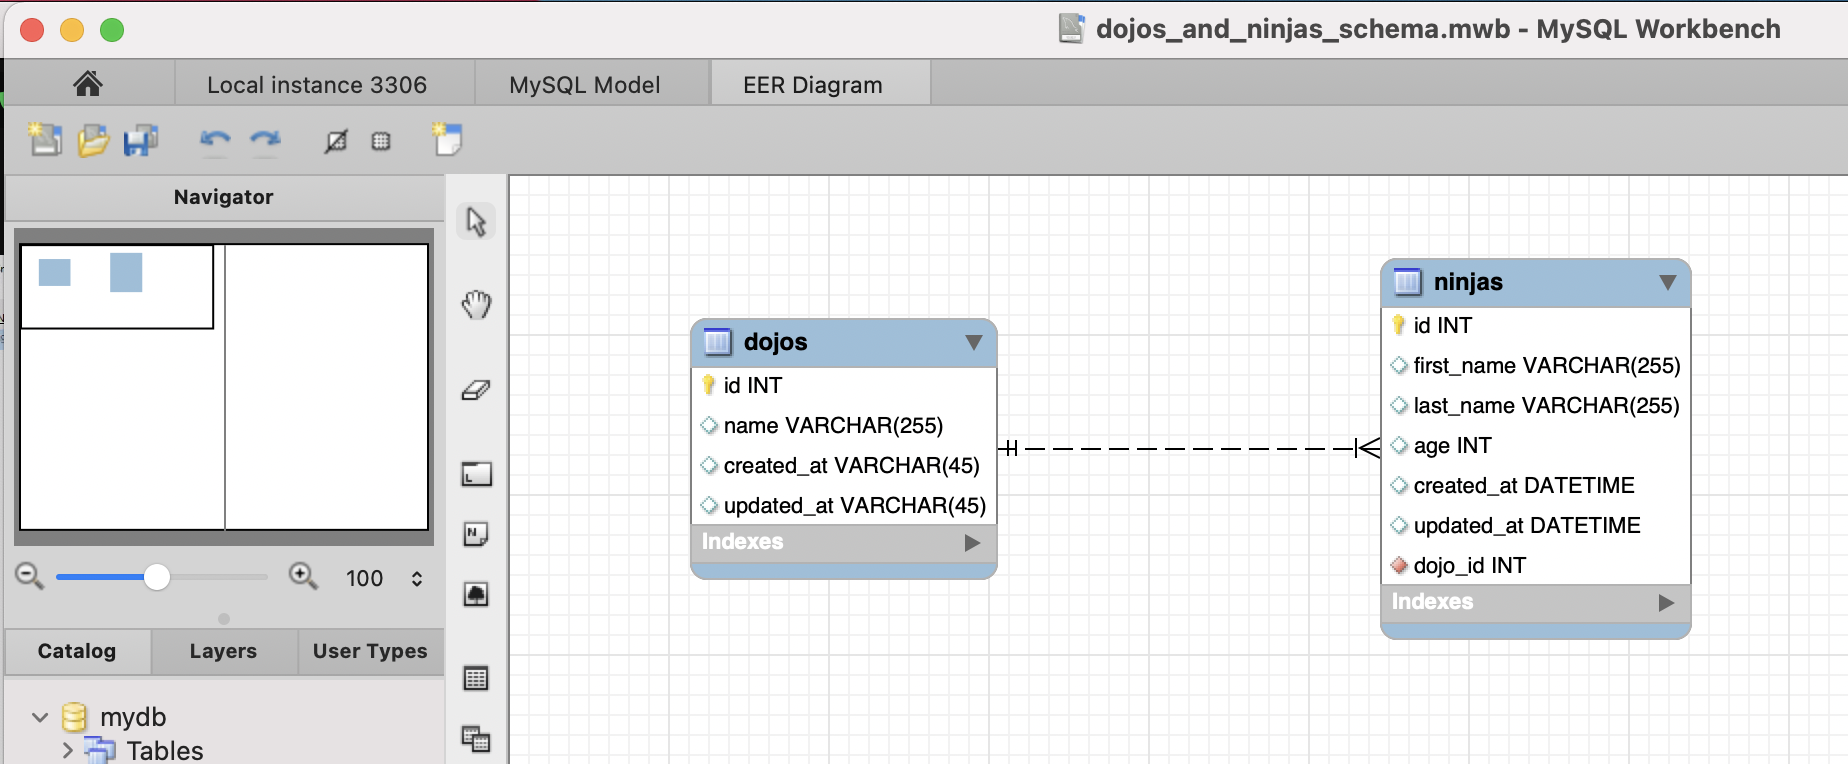 dojos_and_ninjas_schema.mwb - MySQL Workbench
Local instance 3306
MySQL Model
EER Diagram
Navigator
100
Catalog
Layers
User Types
mydb
Tables
dojos
id INT
name VARCHAR(255)
created_at VARCHAR(45)
updated_at VARCHAR(45)
Indexes
ninjas
id INT
first_name VARCHAR(255)
last_name VARCHAR(255)
age INT
created_at DATETIME
updated_at DATETIME
dojo_id INT
Indexes